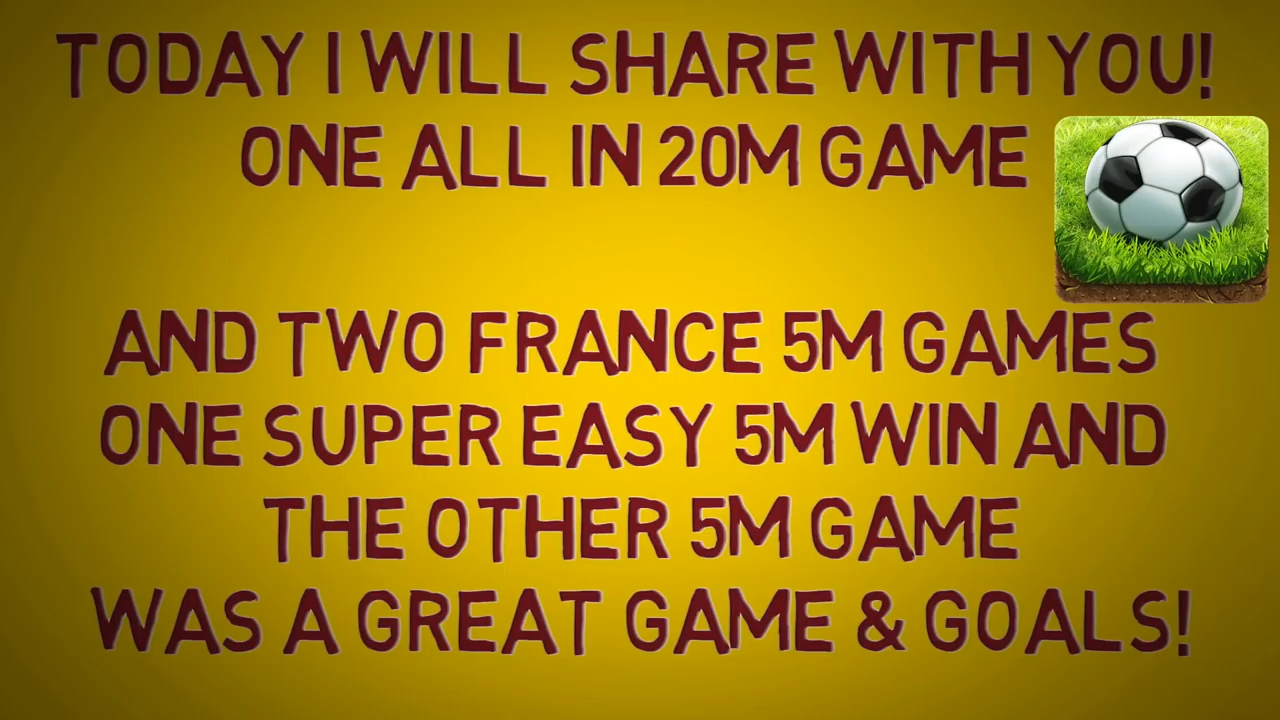 TODAY I WILL SHARE WITH YOU!
ONE ALL IN 20M GAME
AND TWO FRANCE 5M GAMES
ONE SUPER EASY 5M WIN AND
THE OTHER 5M GAME
WAS A GREAT GAME & GOALS!